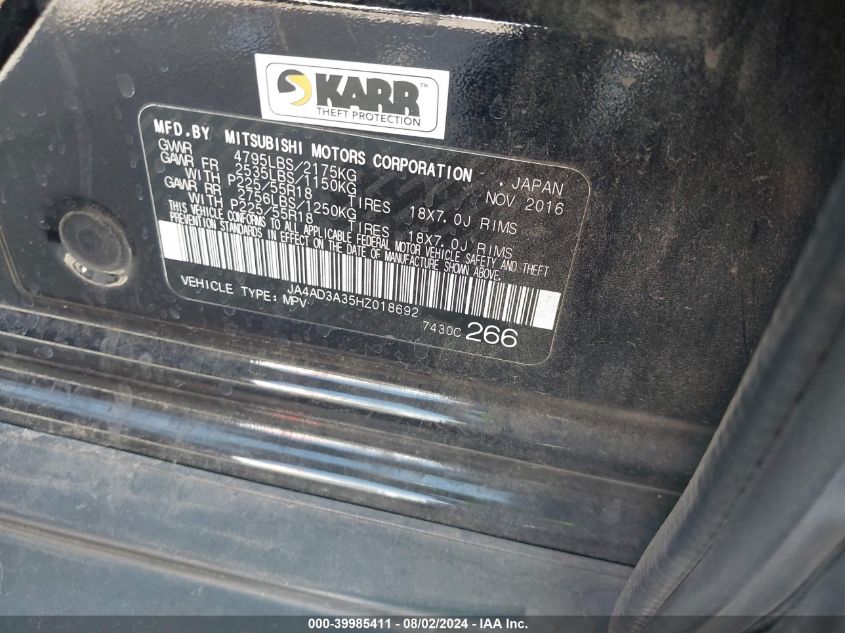 KARR™
THEFT PROTECTION
MFD.BY MITSUBISHI MOTORS CORPORATION , JAPAN
GVWR 4795LBS/2175KG NOV 2016
GAWR FR 2535LBS/1150KG
WITH P225/55R18 TIRES 18X7.0J RIMS
GAWR RR 2756LBS/1250KG
WITH P225/55R18 TIRES 18X7.0J RIMS
THIS VEHICLE CONFORMS TO ALL APPLICABLE FEDERAL MOTOR VEHICLE SAFETY AND THEFT
PREVENTION STANDARDS IN EFFECT ON THE DATE OF MANUFACTURE SHOWN ABOVE.
JA4AD3A35HZ018692
VEHICLE TYPE: MPV
7430C 266
000-39985411 - 08/02/2024 - IAA, Inc.